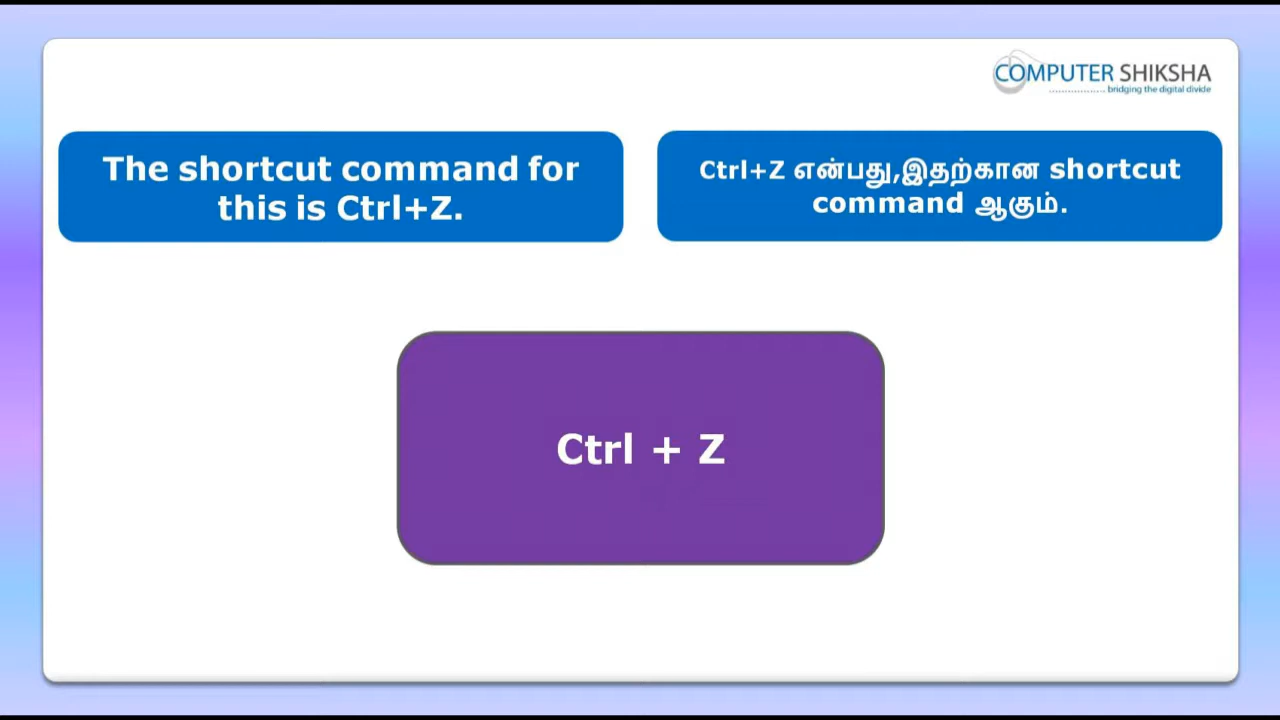 COMPUTER SHIKSHA
bridging the digital divide
The shortcut command for
this is Ctrl+Z.
Ctrl+Z என்பது,இதற்கான shortcut
command ஆகும்.
Ctrl + Z